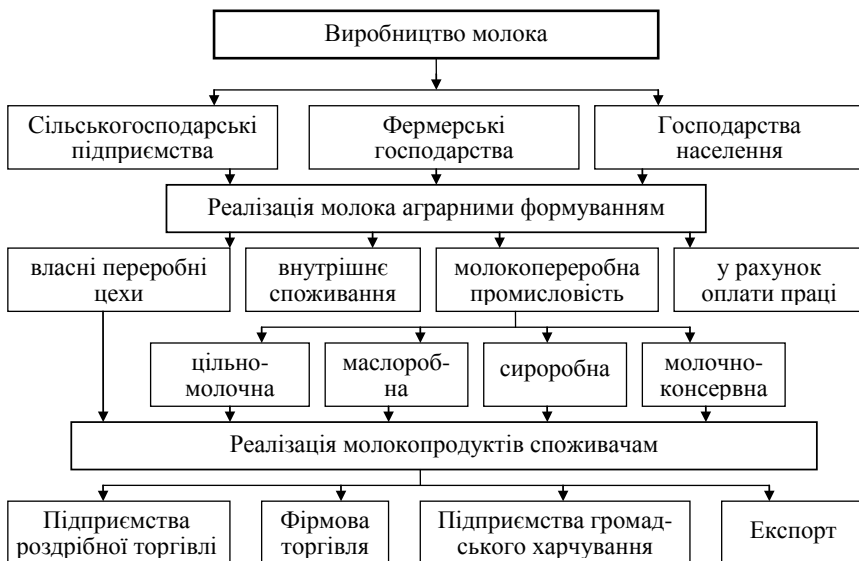 Виробництво молока
Сільськогосподарські
підприємства
Фермерські
господарства
Господарства
населення
Реалізація молока аграрними формуванням
власні переробні
цехи
внутрішнє
споживання
молокопереробна
промисловість
у рахунок
оплати праці
цільно-
молочна
маслороб-
на
сироробна
молочно-
консервна
Реалізація молокопродуктів споживачам
Підприємства
роздрібної торгівлі
Фірмова
торгівля
Підприємства громад-
ського харчування
Експорт